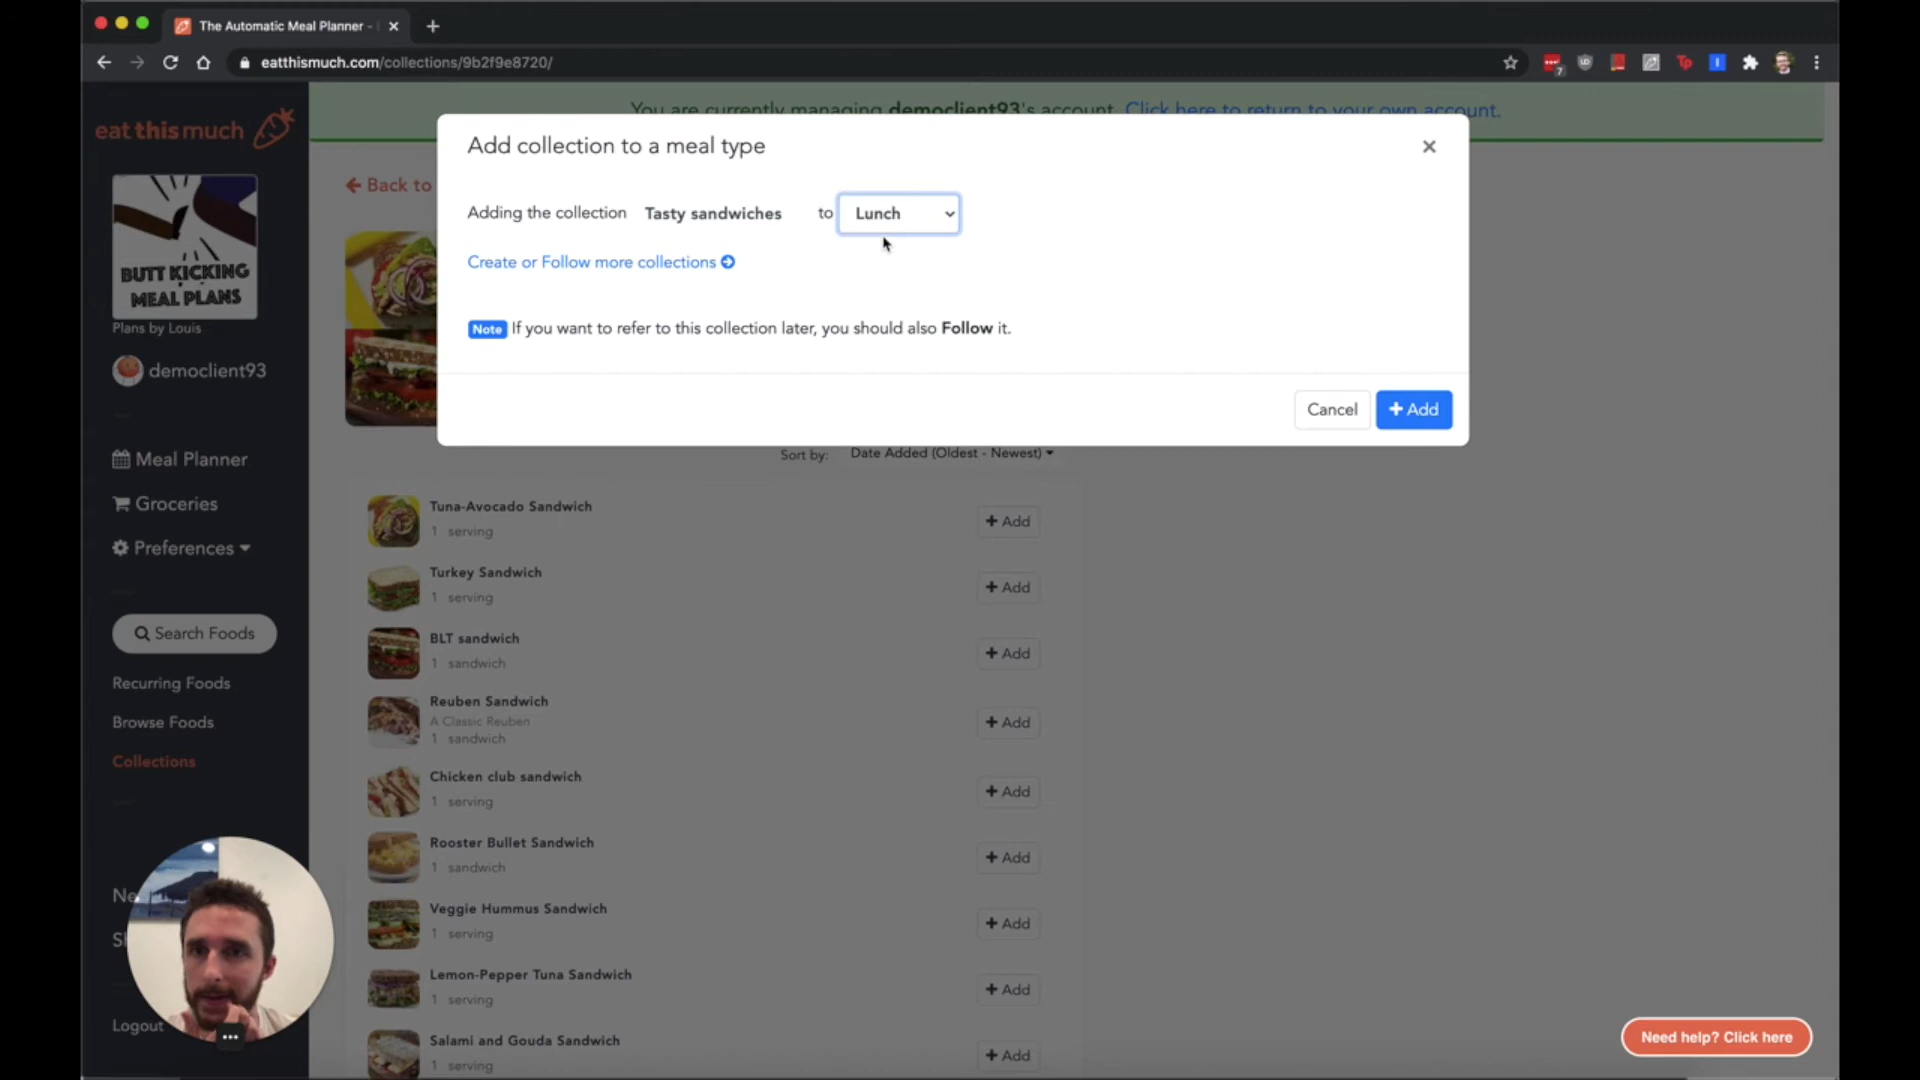 The Automatic Meal Planner -
eatthismuch.com/collections/9b2f9e8720/
7
UD
Tp
You are currently managing democlient93's account. Click here to return to your own account.
eat this much
Add collection to a meal type
Back to
Adding the collection Tasty sandwiches to Lunch
Create or Follow more collections
BUTT KICKING
MEAL PLANS
Plans by Louis
Note If you want to refer to this collection later, you should also Follow it.
democlient93
Cancel + Add
Sort by: Date Added (Oldest - Newest)
Meal Planner
Groceries
Preferences
Search Foods
Recurring Foods
Browse Foods
Collections
Logout
Tuna-Avocado Sandwich
1 serving
+ Add
Turkey Sandwich
1 serving
+ Add
BLT sandwich
1 sandwich
+ Add
Reuben Sandwich
A Classic Reuben
1 sandwich
+ Add
Chicken club sandwich
1 serving
+ Add
Rooster Bullet Sandwich
1 sandwich
+ Add
Veggie Hummus Sandwich
1 serving
+ Add
Lemon-Pepper Tuna Sandwich
1 serving
+ Add
Salami and Gouda Sandwich
1 serving
+ Add
Need help? Click here